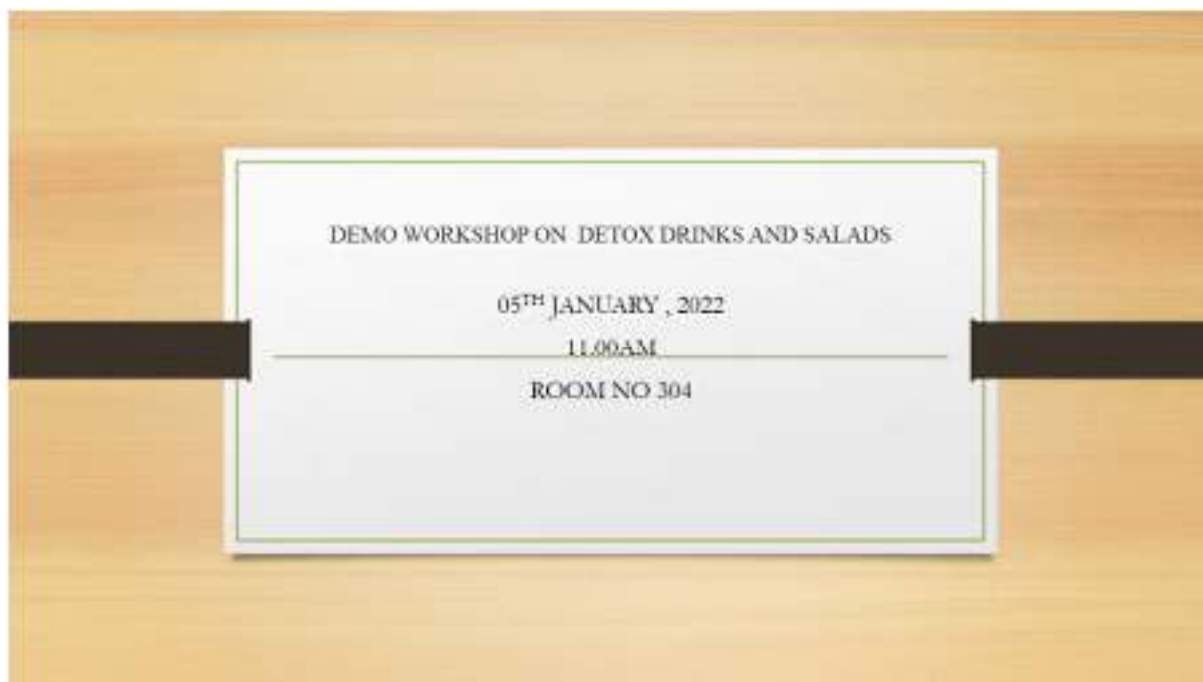 DEMO WORKSHOP ON DETOX DRINKS AND SALADS
05TH JANUARY , 2022
11.00AM
ROOM NO 304